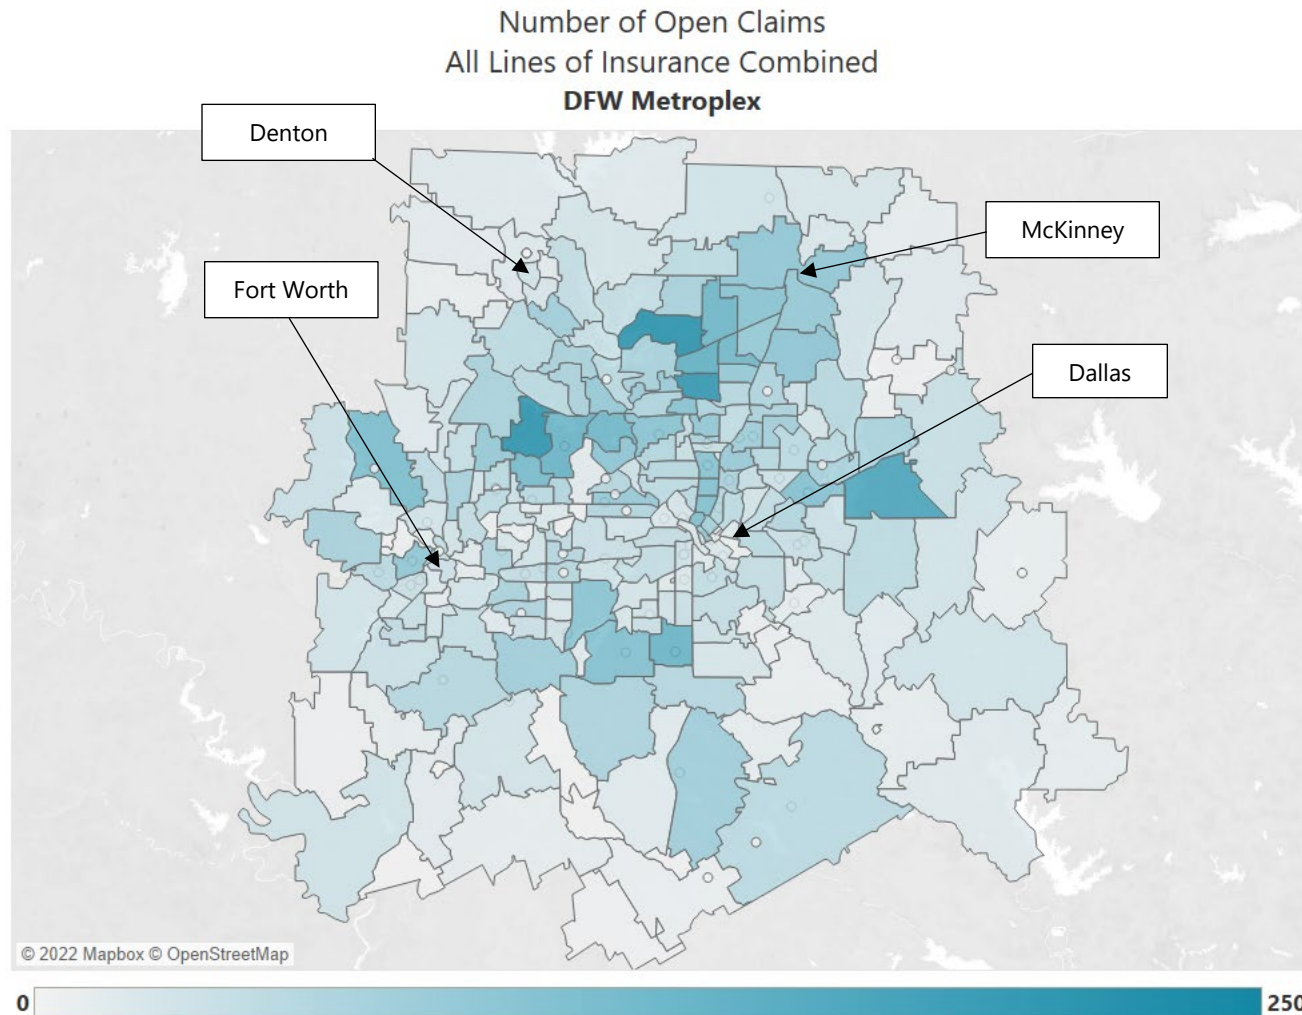 Number of Open Claims
All Lines of Insurance Combined
DFW Metroplex
Denton
McKinney
Fort Worth
Dallas
© 2022 Mapbox © OpenStreetMap
0
250